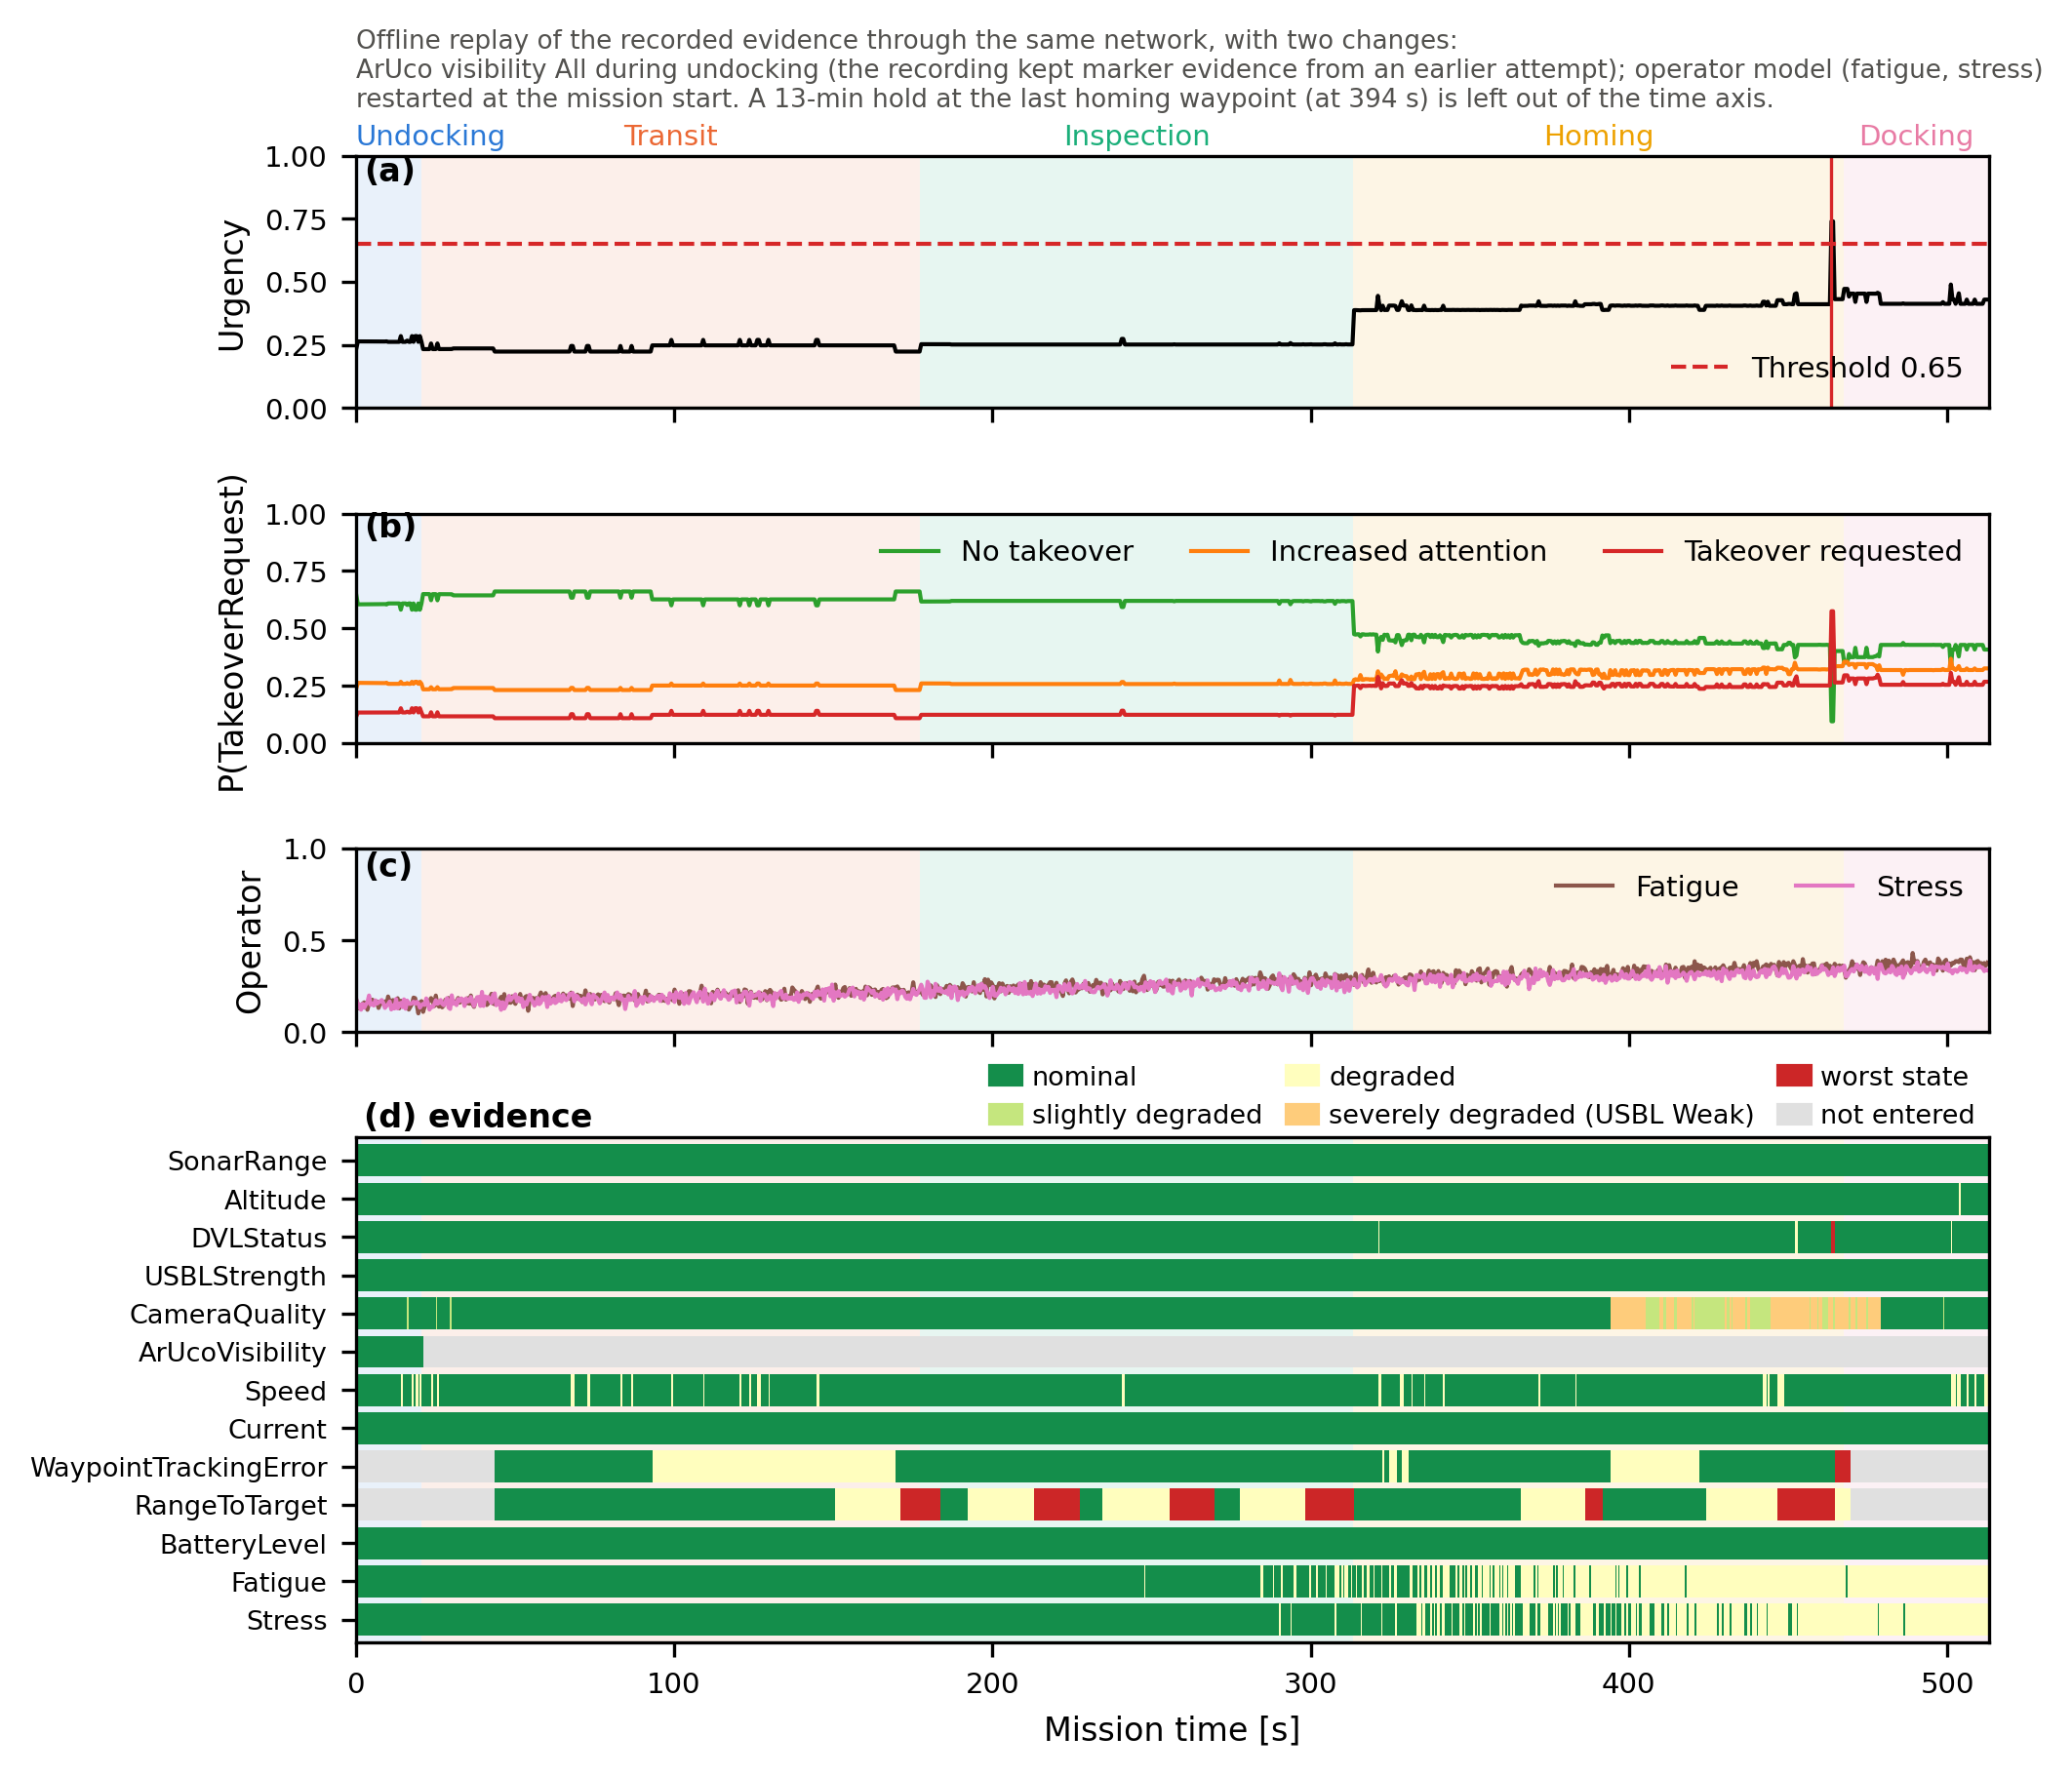 Offline replay of the recorded evidence through the same network, with two changes:
ArUco visibility All during undocking (the recording kept marker evidence from an earlier attempt); operator model (fatigue, stress)
restarted at the mission start. A 13-min hold at the last homing waypoint (at 394 s) is left out of the time axis.
Undocking Transit Inspection Homing Docking
(a)
Urgency
1.00
0.75
0.50
0.25
0.00
Threshold 0.65
(b)
P(TakeoverRequest)
1.00
0.75
0.50
0.25
0.00
No takeover Increased attention Takeover requested
(c)
Operator
1.0
0.5
0.0
Fatigue Stress
nominal degraded worst state
slightly degraded severely degraded (USBL Weak) not entered
(d) evidence
SonarRange
Altitude
DVLStatus
USBLStrength
CameraQuality
ArUcoVisibility
Speed
Current
WaypointTrackingError
RangeToTarget
BatteryLevel
Fatigue
Stress
0 100 200 300 400 500
Mission time [s]